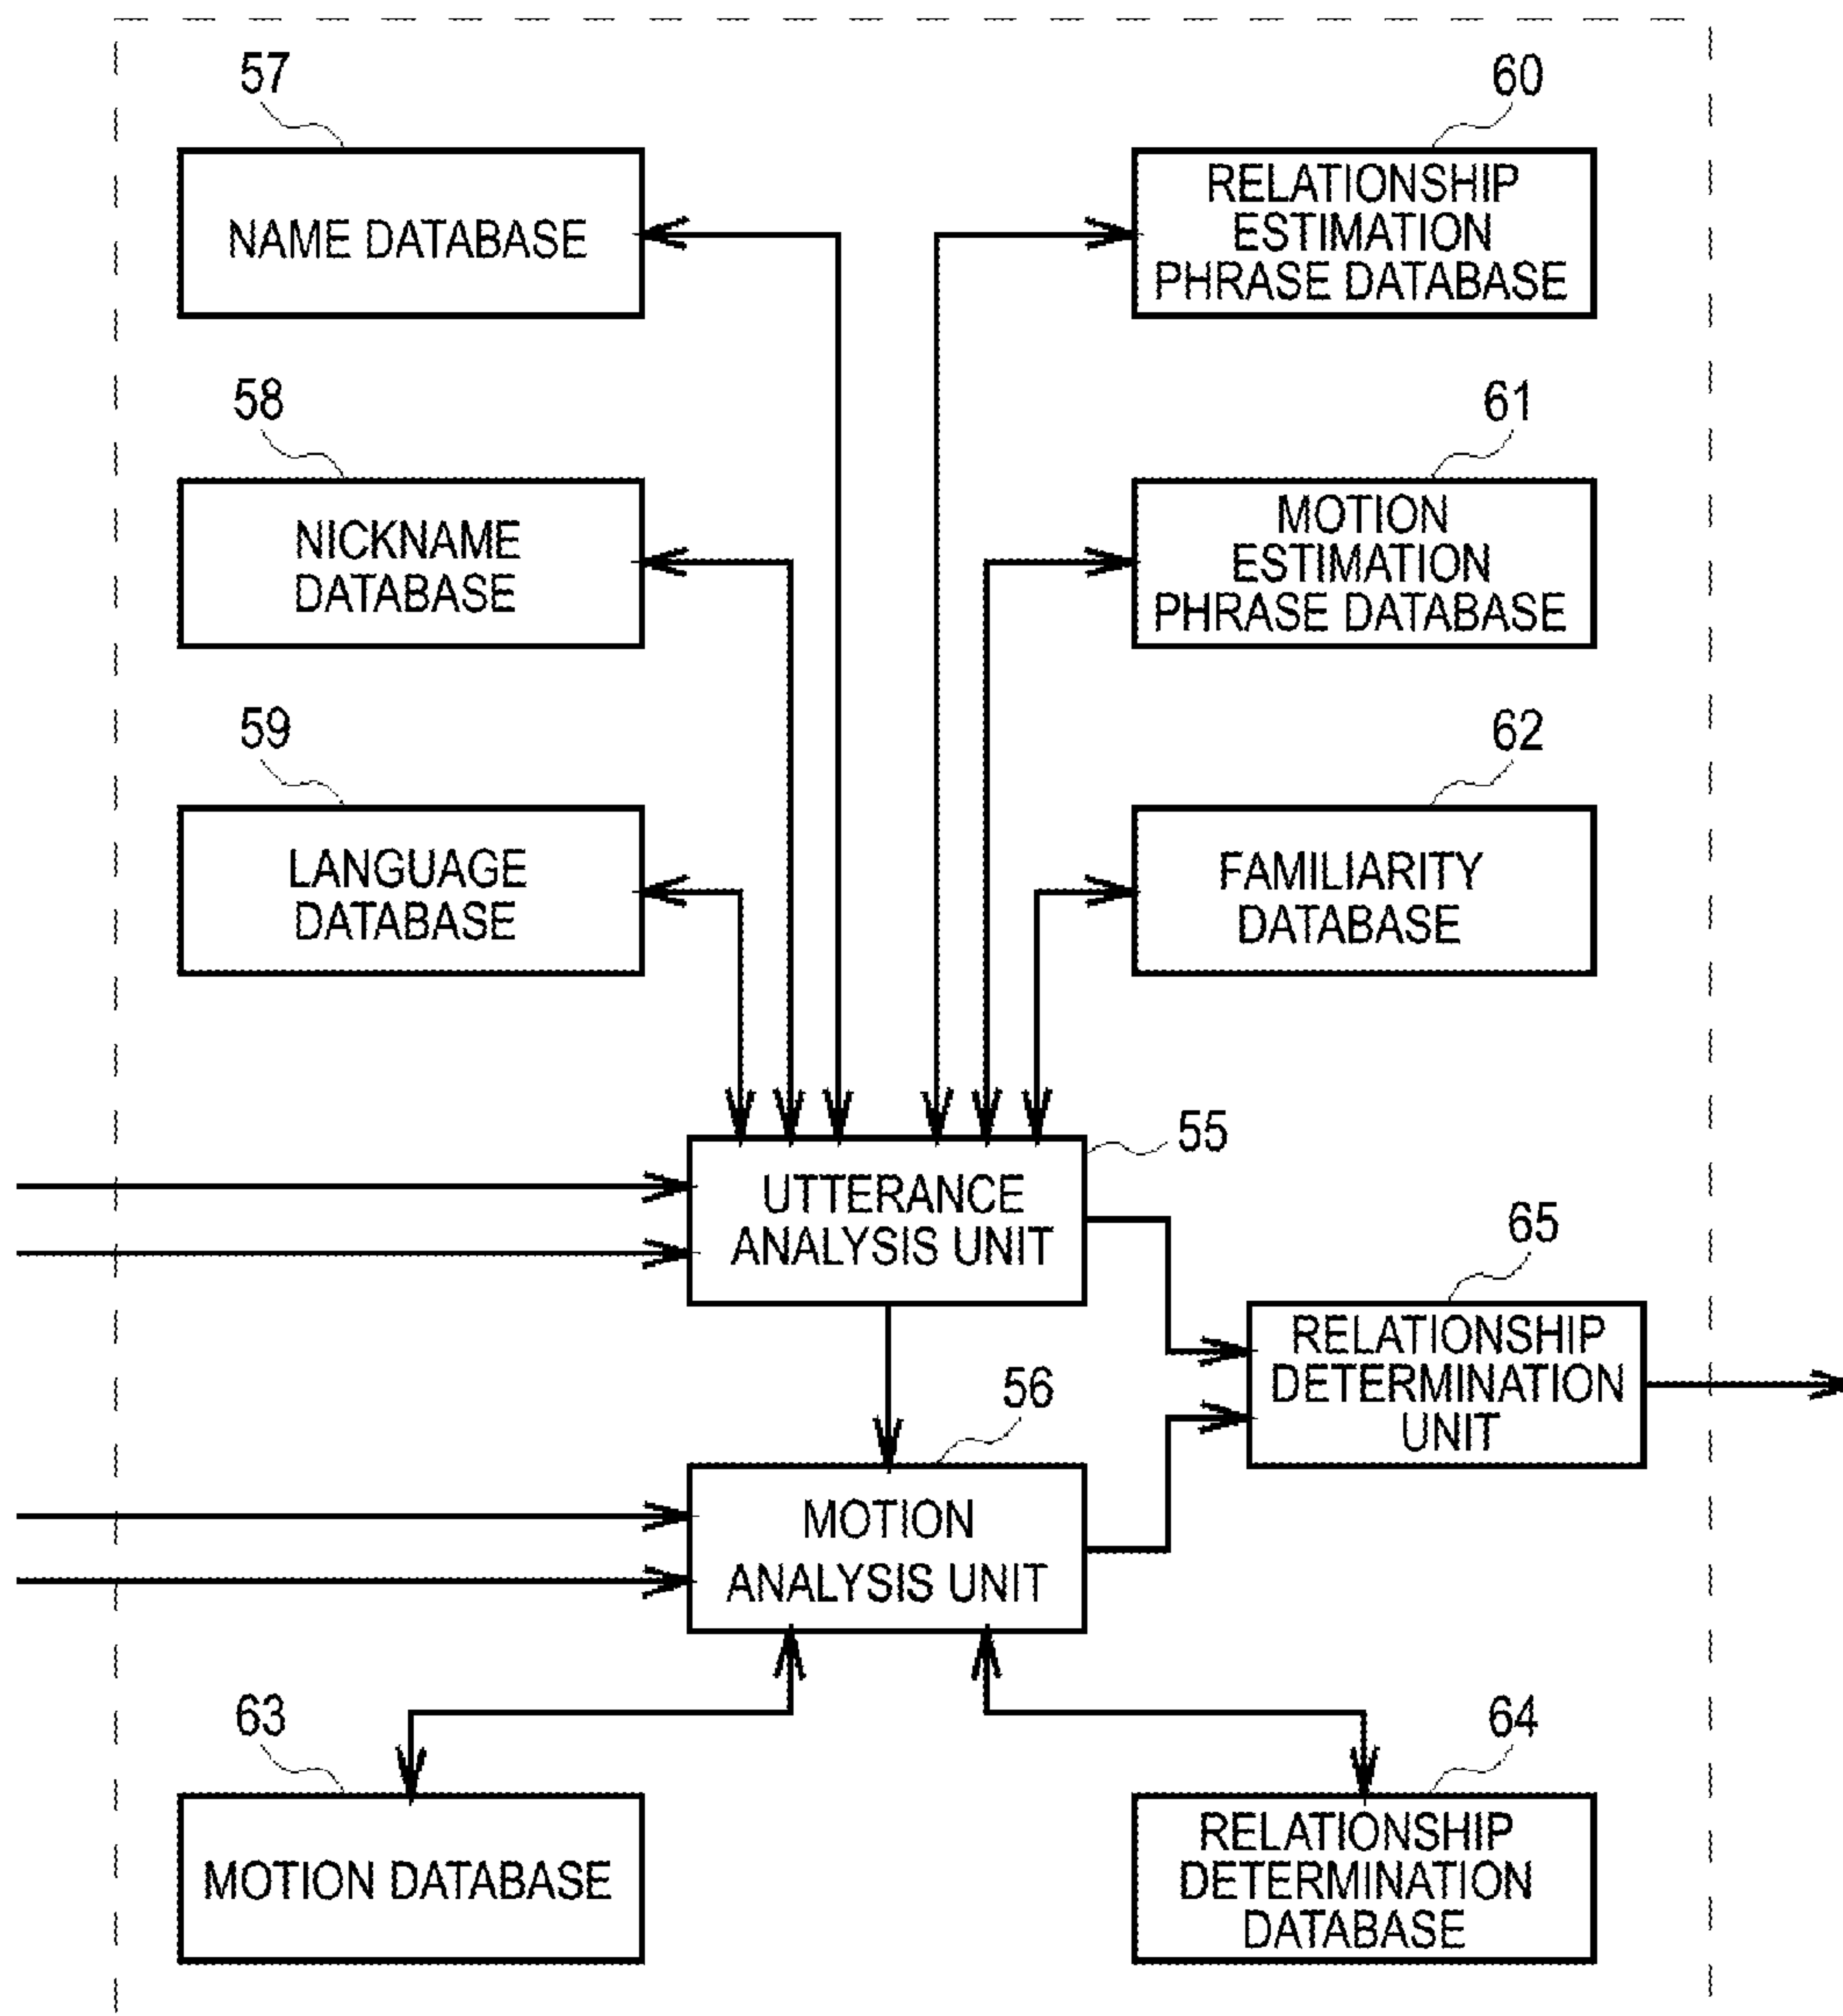 57
NAME DATABASE
60
RELATIONSHIP
ESTIMATION
PHRASE DATABASE
58
NICKNAME
DATABASE
61
MOTION
ESTIMATION
PHRASE DATABASE
59
LANGUAGE
DATABASE
62
FAMILIARITY
DATABASE
55
UTTERANCE
ANALYSIS UNIT
65
RELATIONSHIP
DETERMINATION
UNIT
56
MOTION
ANALYSIS UNIT
63
MOTION DATABASE
64
RELATIONSHIP
DETERMINATION
DATABASE